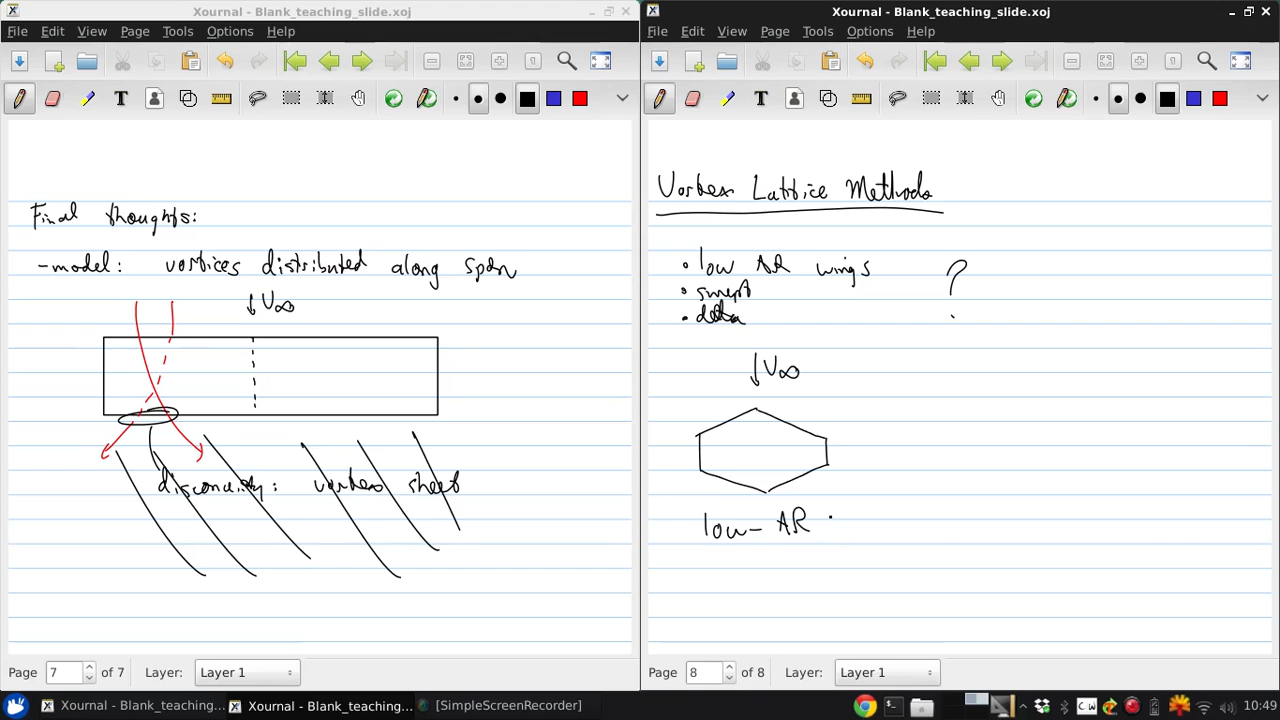 Xournal - Blank_teaching_slide.xoj
File Edit View Page Tools Options Help
Final thoughts:
-model: vortices distributed along span
V∞
discontinuity: vortex sheet
Page 7 of 7 Layer: Layer 1
Xournal - Blank_teaching_slide.xoj
File Edit View Page Tools Options Help
Vortex Lattice Methods
• low AR wings ?
• swept
• delta
V∞
low- AR
Page 8 of 8 Layer: Layer 1
Xournal - Blank_teaching... Xournal - Blank_teaching_slide.xoj... [SimpleScreenRecorder] 10:49